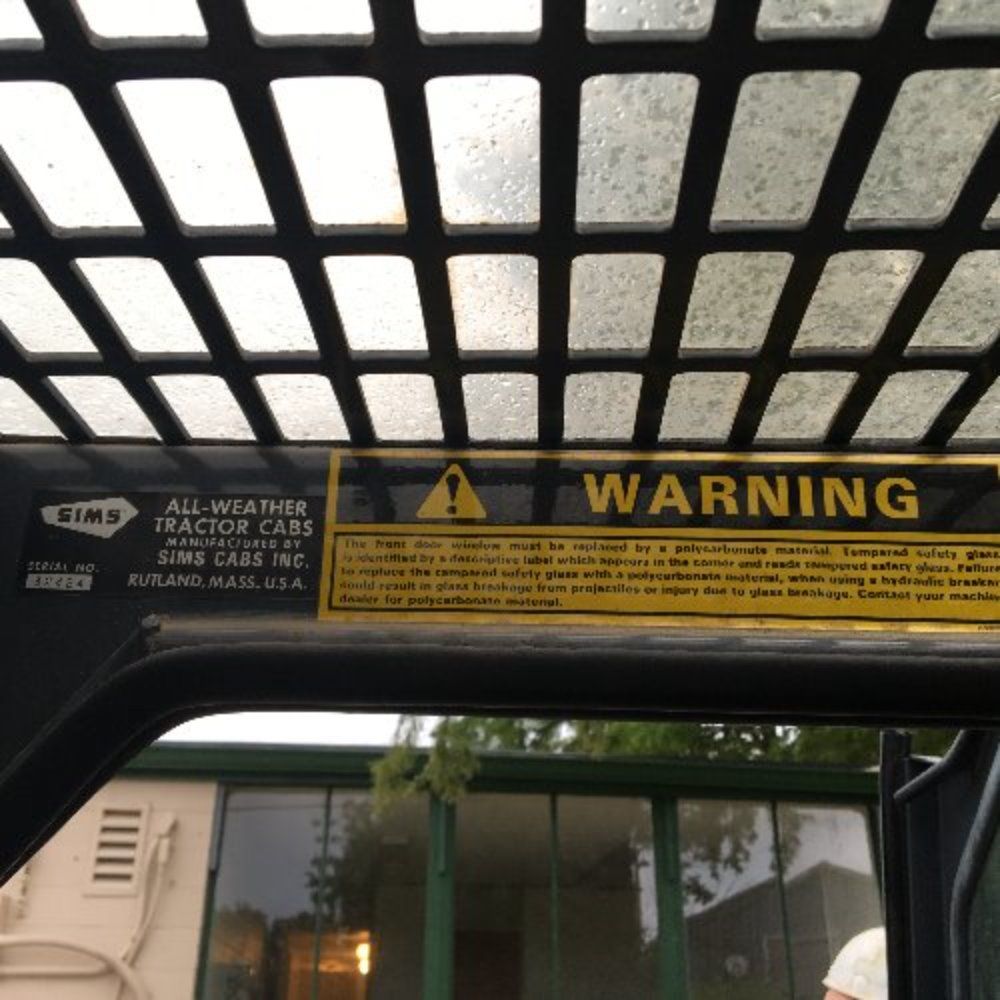 SIMS
ALL-WEATHER
TRACTOR CABS
MANUFACTURED BY
SIMS CABS INC.
RUTLAND, MASS. U.S.A.
SERIAL NO.
WARNING
The front door window must be replaced by a polycarbonate material. Tempered safety glass
is identified by a descriptive label which appears in the corner and reads tempered safety glass. Failure
to replace the tempered safety glass with a polycarbonate material, when using a hydraulic breaker
could result in glass breakage from projectiles or injury due to glass breakage. Contact your machine
dealer for polycarbonate material.